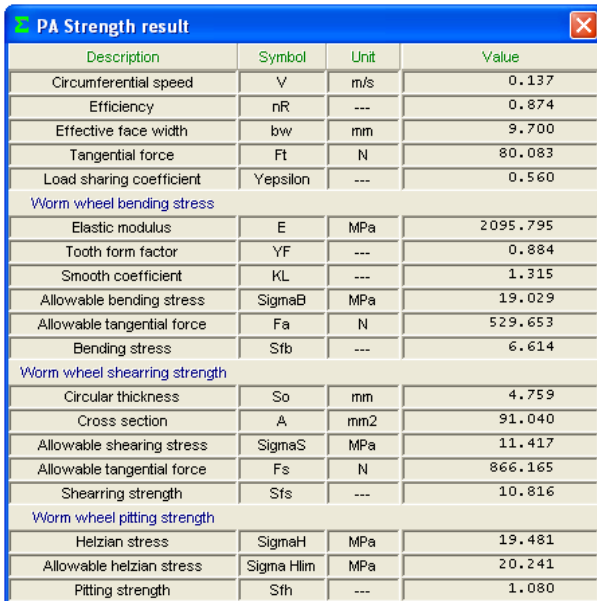 Σ PA Strength result
Description Symbol Unit Value
Circumferential speed V m/s 0.137
Efficiency nR --- 0.874
Effective face width bw mm 9.700
Tangential force Ft N 80.083
Load sharing coefficient Yepsilon --- 0.560
Worm wheel bending stress
Elastic modulus E MPa 2095.795
Tooth form factor YF --- 0.884
Smooth coefficient KL --- 1.315
Allowable bending stress SigmaB MPa 19.029
Allowable tangential force Fa N 529.653
Bending stress Sfb --- 6.614
Worm wheel shearring strength
Circular thickness So mm 4.759
Cross section A mm2 91.040
Allowable shearing stress SigmaS MPa 11.417
Allowable tangential force Fs N 866.165
Shearring strength Sfs --- 10.816
Worm wheel pitting strength
Helzian stress SigmaH MPa 19.481
Allowable helzian stress Sigma Hlim MPa 20.241
Pitting strength Sfh --- 1.080